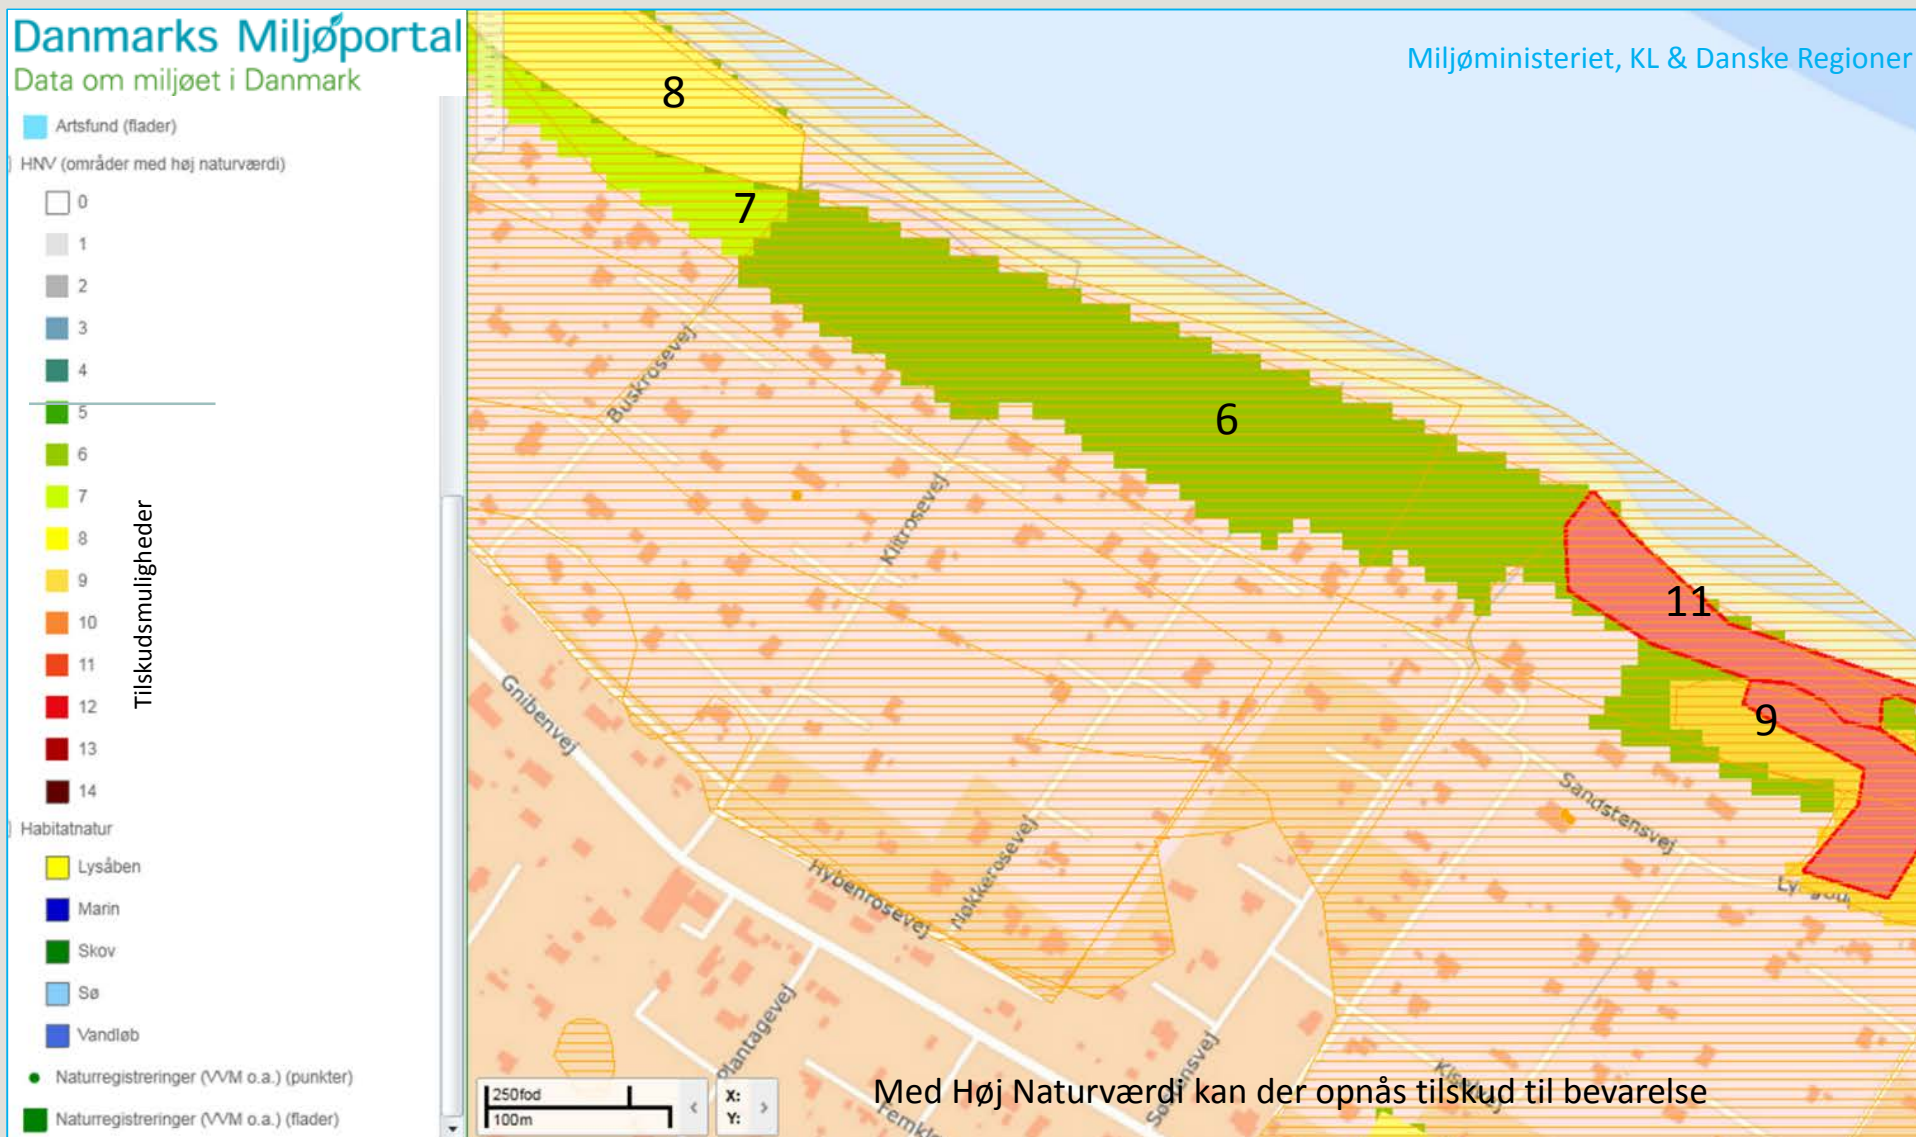 Danmarks Miljøportal
Data om miljøet i Danmark
Miljøministeriet, KL & Danske Regioner
Artsfund (flader)
HNV (områder med høj naturværdi)
0
1
2
3
4
5
6
7
8
9
10
11
12
13
14
Tilskudsmuligheder
Habitatnatur
Lysåben
Marin
Skov
Sø
Vandløb
Naturregistreringer (VVM o.a.) (punkter)
Naturregistreringer (VVM o.a.) (flader)
8
7
6
11
9
Buskrosevej
Klitrosevej
Gnibenvej
Hybenrosevej
Nøkkerosevej
Sandstensvej
Plantagevej
250fod
100m
X:
Y:
Med Høj Naturværdi kan der opnås tilskud til bevarelse